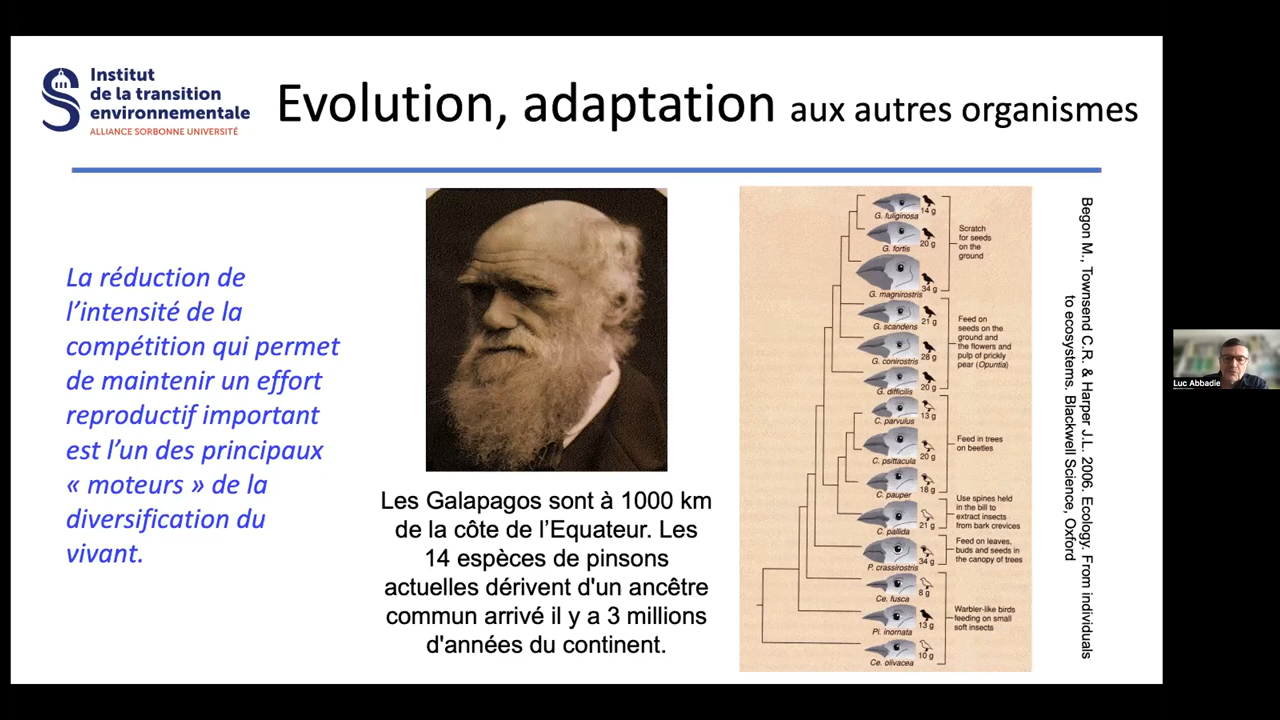 Institut
de la transition
environnementale
ALLIANCE SORBONNE UNIVERSITÉ
Evolution, adaptation aux autres organismes
La réduction de
l'intensité de la
compétition qui permet
de maintenir un effort
reproductif important
est l'un des principaux
« moteurs » de la
diversification du
vivant.
Les Galapagos sont à 1000 km
de la côte de l'Equateur. Les
14 espèces de pinsons
actuelles dérivent d'un ancêtre
commun arrivé il y a 3 millions
d'années du continent.
14 g
G. fuliginosa
20 g
G. fortis
34 g
G. magnirostris
Scratch
for seeds
on the
ground
21 g
G. scandens
28 g
G. conirostris
20 g
G. difficilis
Feed on
seeds on the
ground and
the flowers and
pulp of prickly
pear (Opuntia)
13 g
C. parvulus
20 g
C. psittacula
18 g
C. pauper
Feed in trees
on beetles
21 g
C. pallida
Use spines held
in the bill to
extract insects
from bark crevices
34 g
P. crassirostris
Feed on leaves,
buds and seeds in
the canopy of trees
8 g
Ce. fusca
13 g
Pi. inornata
10 g
Ce. olivacea
Warbler-like birds
feeding on small
soft insects
Begon M., Townsend C.R. & Harper J.L. 2006. Ecology. From individuals
to ecosystems. Blackwell Science, Oxford
Luc Abbadie